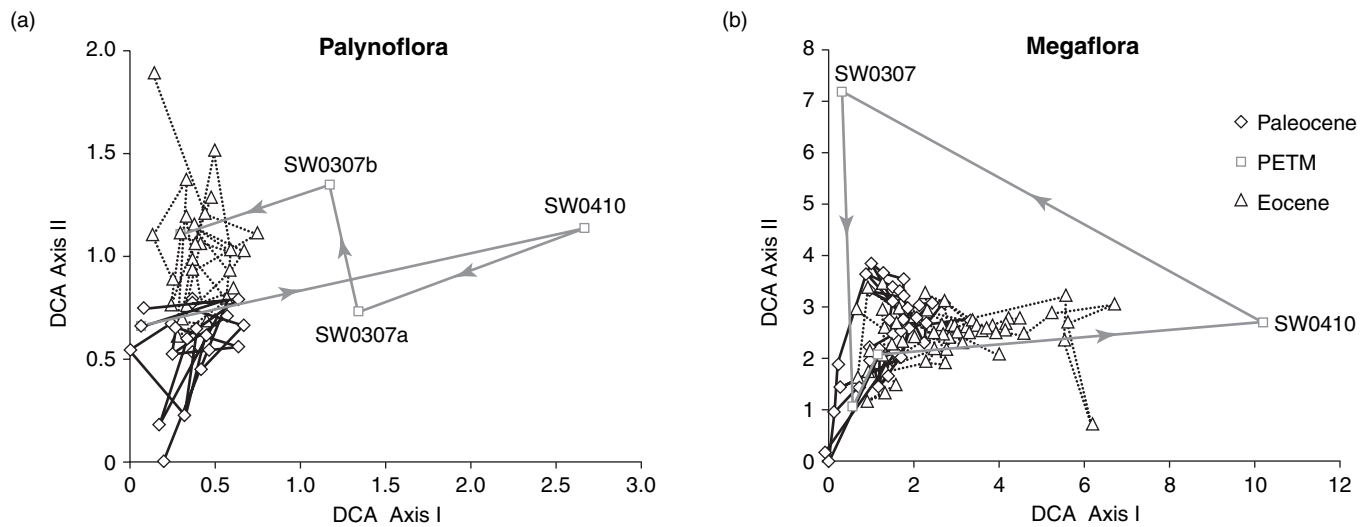 (a)
Palynoflora
2.0
1.5
1.0
0.5
0
DCA Axis II
SW0307b
SW0410
SW0307a
0
0.5
1.0
1.5
2.0
2.5
3.0
DCA Axis I
(b)
Megaflora
8
7
6
5
4
3
2
1
0
DCA Axis II
SW0307
SW0410
Paleocene
PETM
Eocene
0
2
4
6
8
10
12
DCA Axis I